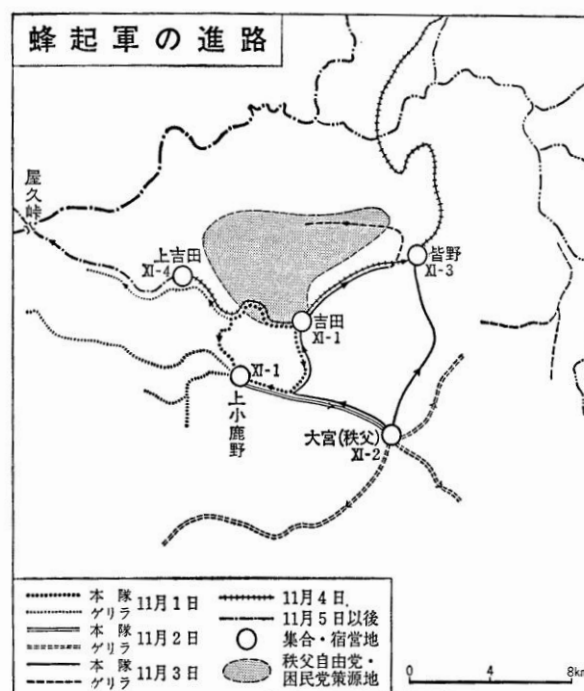 蜂起軍の進路
屋久峠
上吉田
XI-4
皆野
XI-3
吉田
XI-1
XI-1
上小鹿野
大宮(秩父)
XI-2
本隊
ゲリラ
11月1日
本隊
ゲリラ
11月2日
本隊
ゲリラ
11月3日
11月4日
11月5日以後
集合・宿営地
秩父自由党・
困民党策源地
0 4 8km